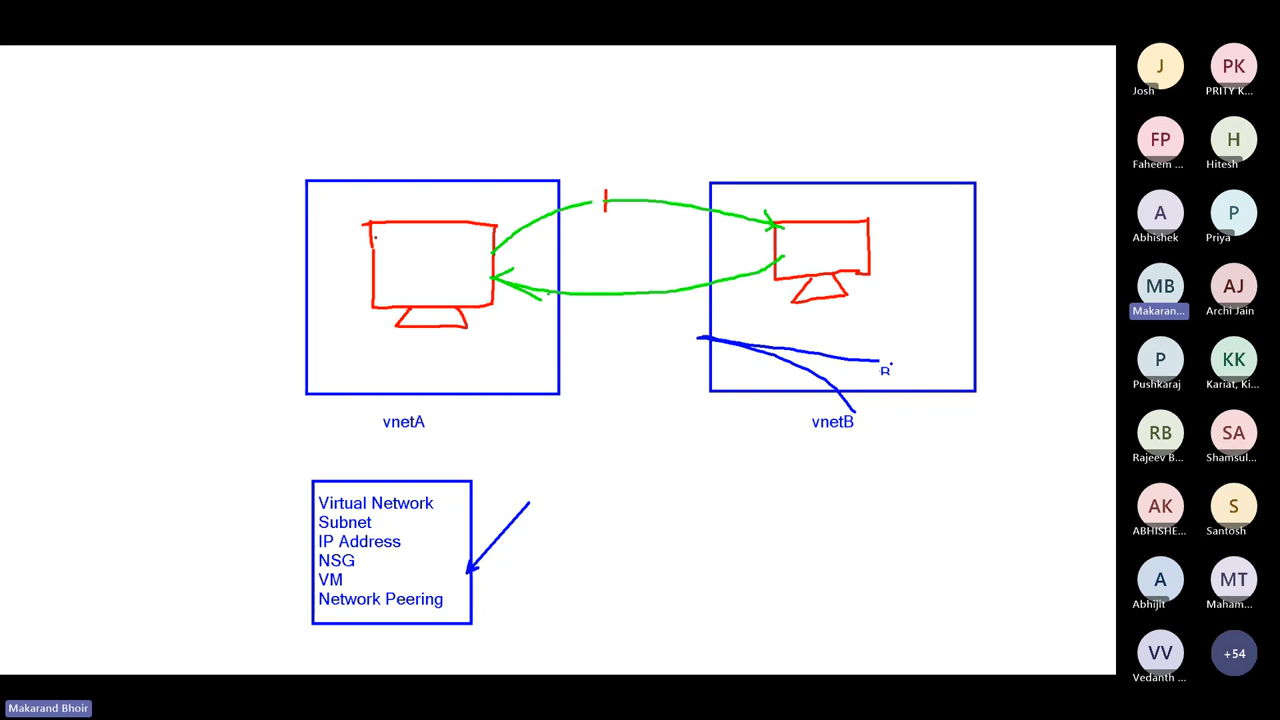 J
PK
Josh
PRITY K...
FP
H
Faheem ...
Hitesh
A
P
Abhishek
Priya
MB
AJ
Makaran...
Archi Jain
P
KK
Pushkaraj
Kariat, Ki...
RB
SA
Rajeev B...
Shamsul...
AK
S
ABHISHE...
Santosh
A
MT
Abhijit
Maham...
VV
+54
Vedanth ...
R
vnetA
vnetB
Virtual Network
Subnet
IP Address
NSG
VM
Network Peering
Makarand Bhoir